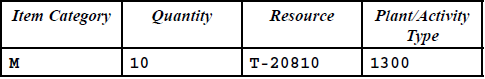 Item Category Quantity Resource Plant/Activity
Type
M 10 T-20810 1300